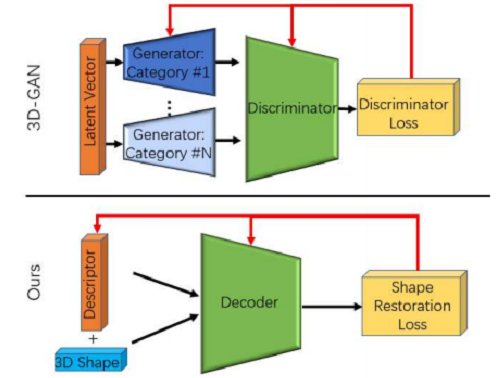 3D-GAN
Latent Vector
Generator:
Category #1
...
Generator:
Category #N
Discriminator
Discriminator
Loss
Ours
Descriptor
+
3D Shape
Decoder
Shape
Restoration
Loss